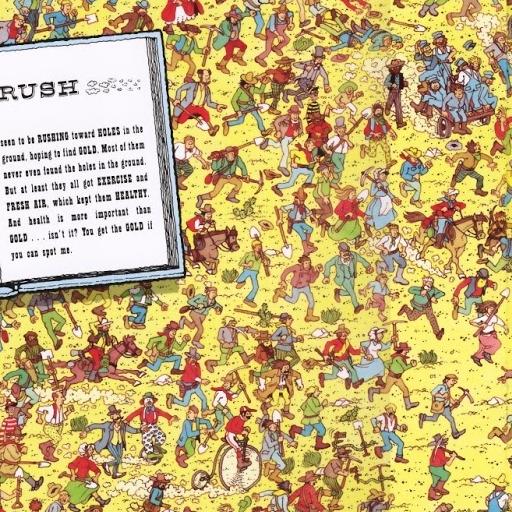 RUSH
seen to be RUSHING toward HOLES in the
ground, hoping to find GOLD. Most of them
never even found the holes in the ground.
But at least they all got EXERCISE and
FRESH AIR, which kept them HEALTHY.
And health is more important than
GOLD . . . isn't it? You get the GOLD if
you can spot me.